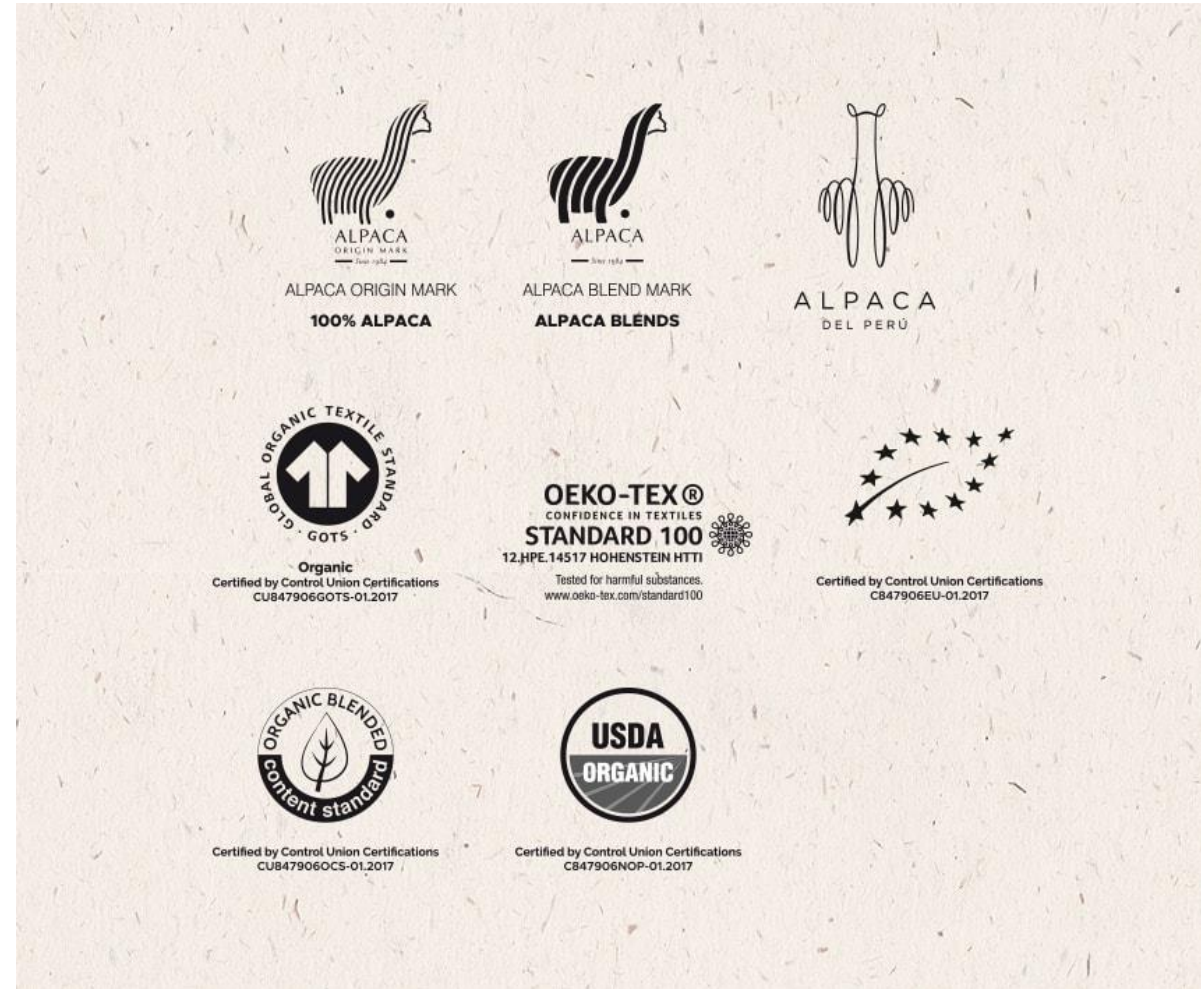 ALPACA
ORIGIN MARK
Since 1984
ALPACA ORIGIN MARK
100% ALPACA
ALPACA
Since 1984
ALPACA BLEND MARK
ALPACA BLENDS
ALPACA
DEL PERÚ
GLOBAL ORGANIC TEXTILE STANDARD
· GOTS ·
Organic
Certified by Control Union Certifications
CU847906GOTS-01.2017
OEKO-TEX®
CONFIDENCE IN TEXTILES
STANDARD 100
12.HPE.14517 HOHENSTEIN HTTI
Tested for harmful substances.
www.oeko-tex.com/standard100
Certified by Control Union Certifications
C847906EU-01.2017
ORGANIC BLENDED
content standard
Certified by Control Union Certifications
CU847906OCS-01.2017
USDA
ORGANIC
Certified by Control Union Certifications
C847906NOP-01.2017